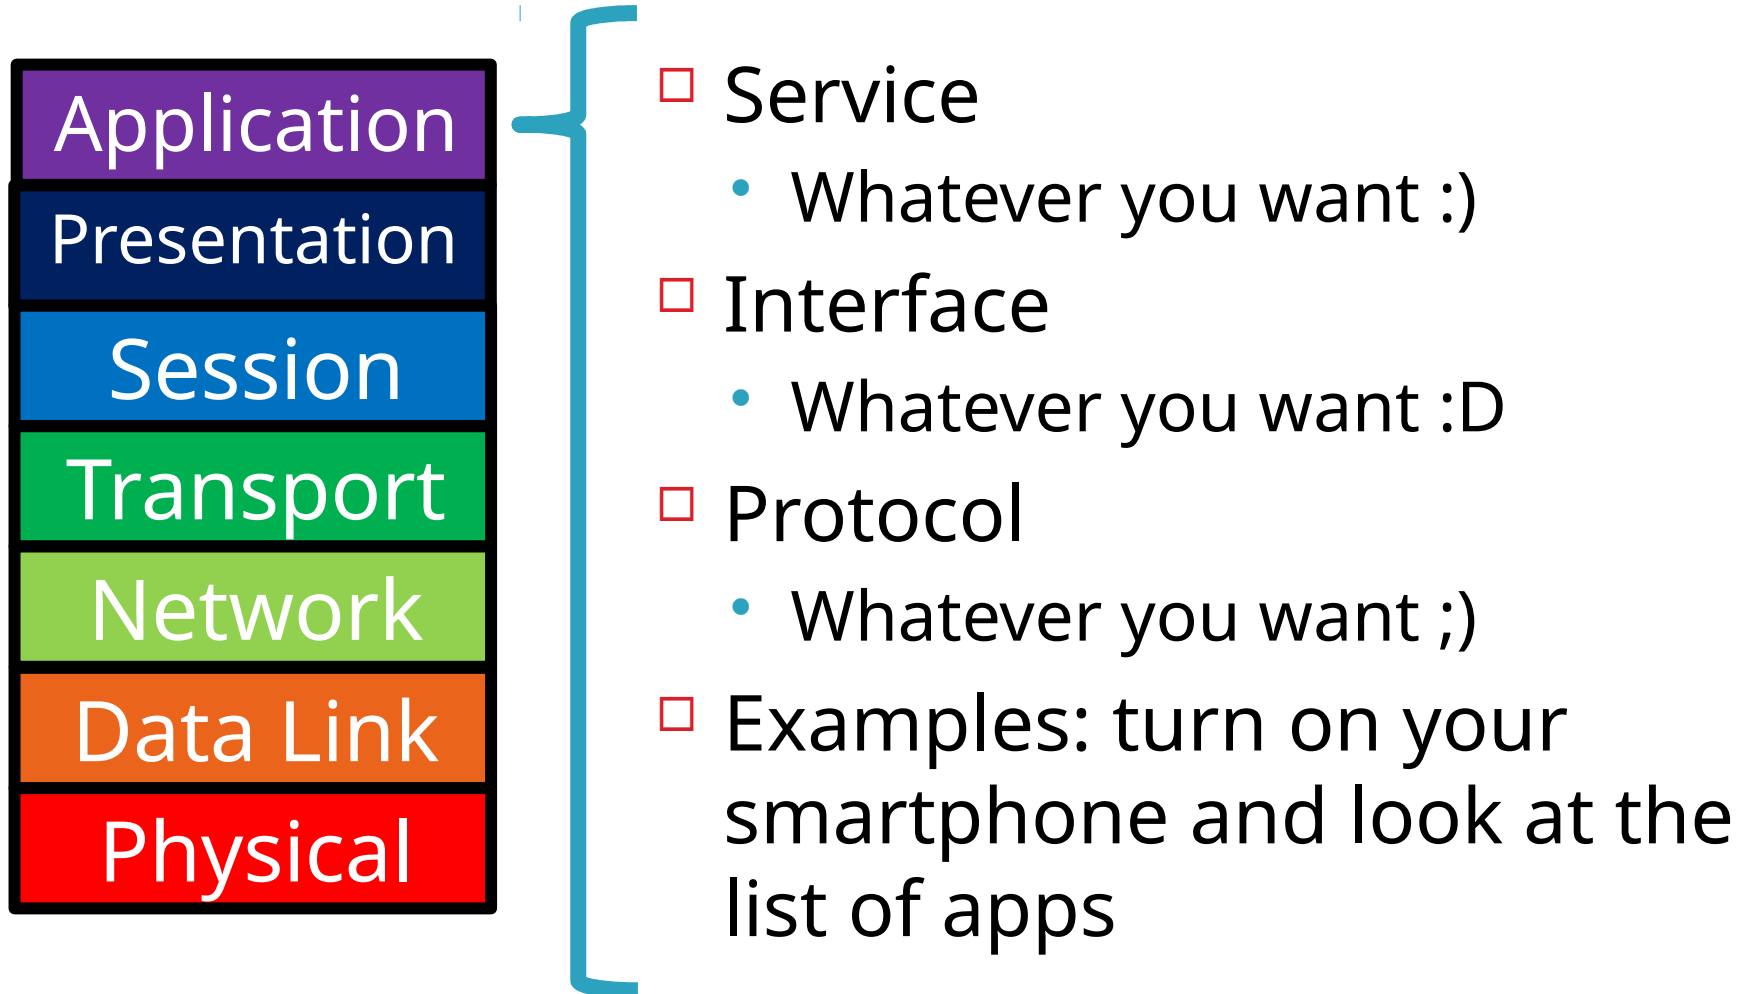 Application
Presentation
Session
Transport
Network
Data Link
Physical
Service
Whatever you want :)
Interface
Whatever you want :D
Protocol
Whatever you want ;)
Examples: turn on your
smartphone and look at the
list of apps